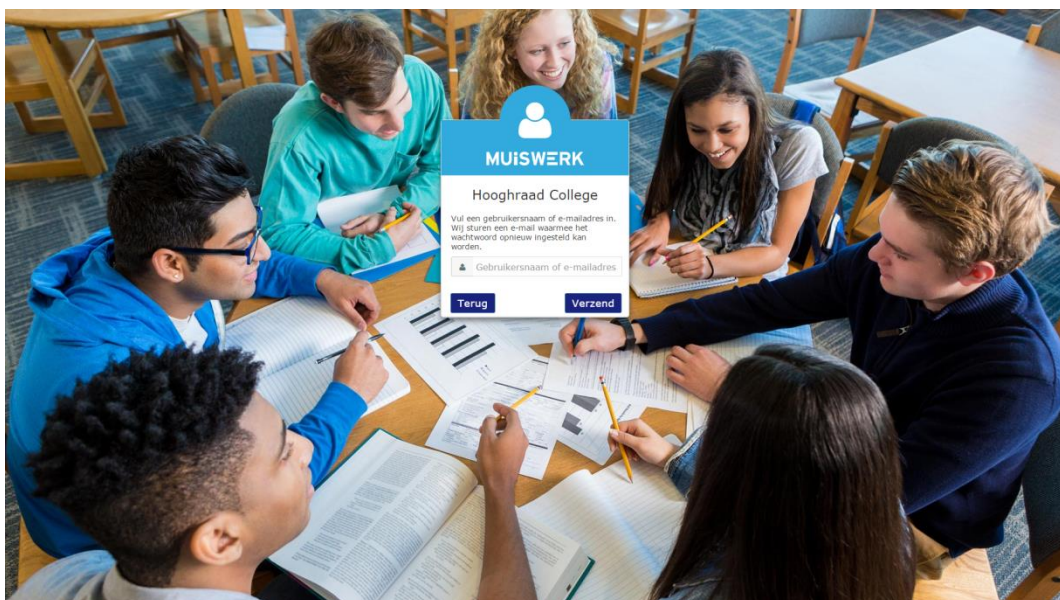 MUiSWERK
Hooghraad College
Vul een gebruikersnaam of e-mailadres in.
Wij sturen een e-mail waarmee het
wachtwoord opnieuw ingesteld kan
worden.
Gebruikersnaam of e-mailadres
Terug
Verzend